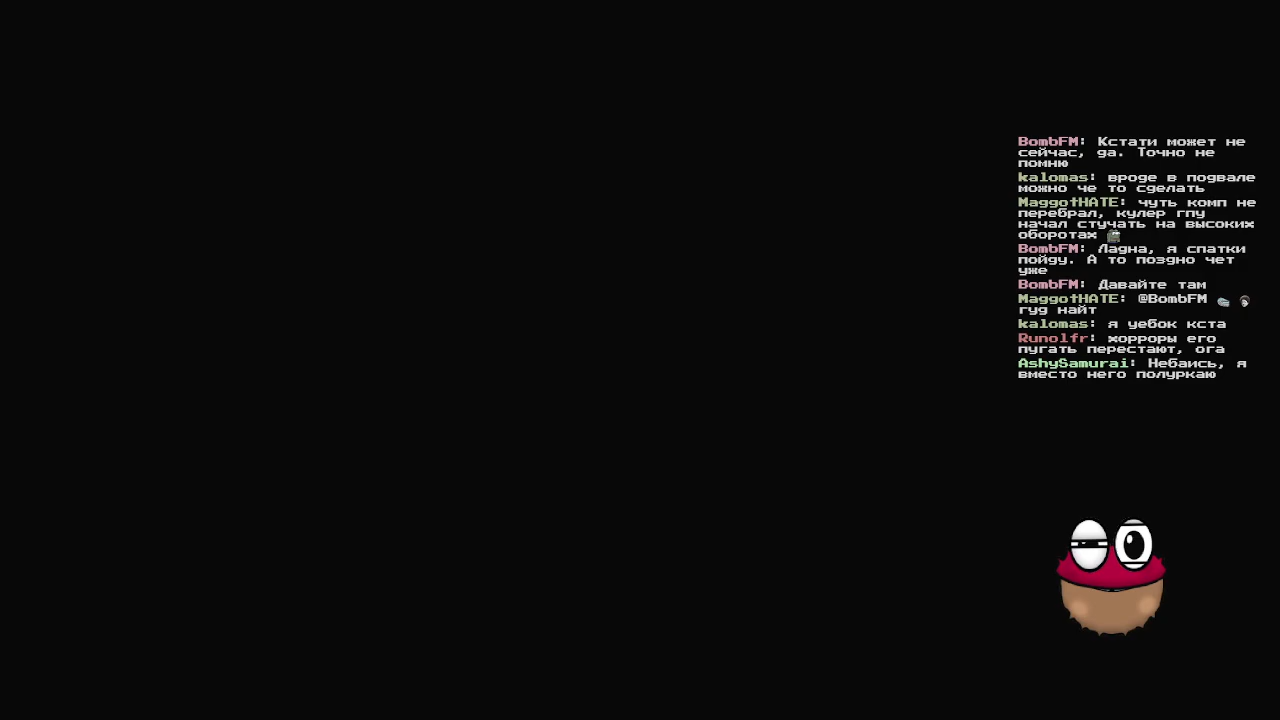 BombFM: Кстати может не
сейчас, да. Точно не
помню
kalomas: вроде в подвале
можно че то сделать
MaggotHATE: чуть комп не
перебрал, кулер гпу
начал стучать на высоких
оборотах
BombFM: Ладна, я спатки
пойду. А то поздно чет
уже
BombFM: Давайте там
MaggotHATE: @BombFM
гуд найт
kalomas: я уебок кста
Runolfr: хорроры его
пугать перестают, ога
AshySamurai: Небаись, я
вместо него полуркаю